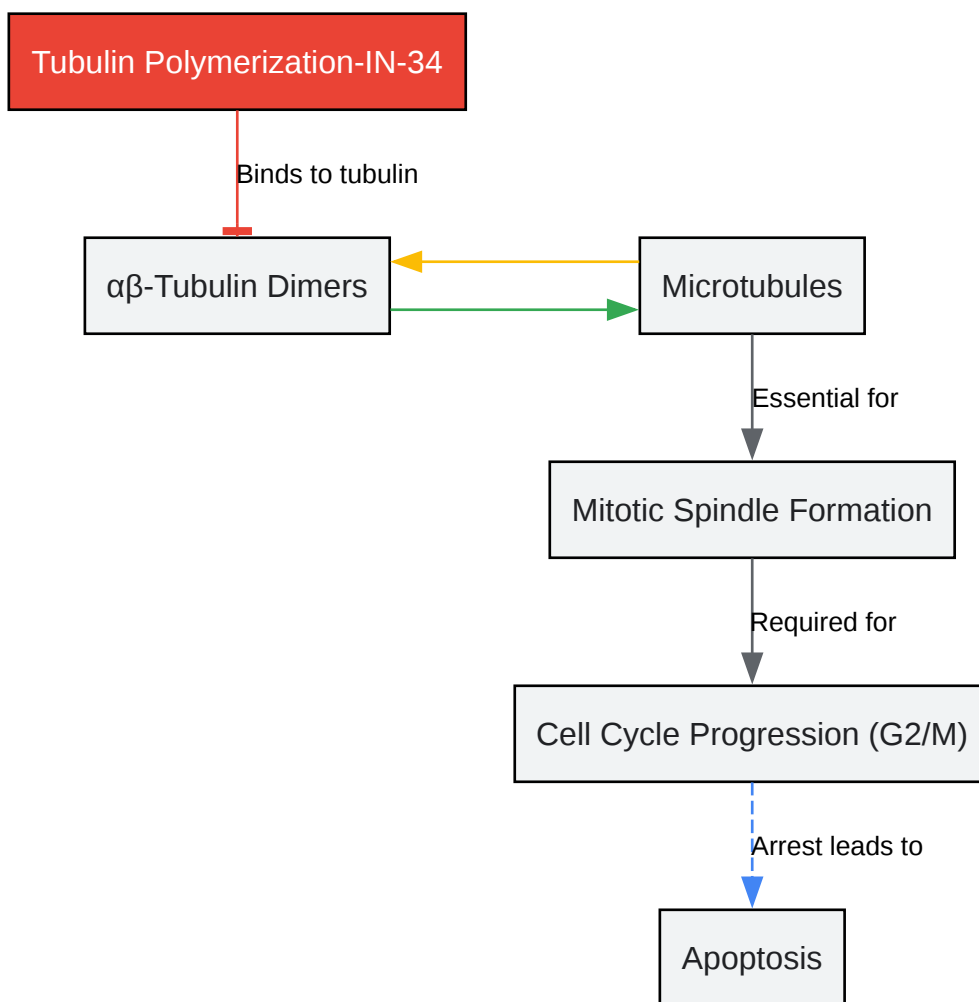 Tubulin Polymerization-IN-34
Binds to tubulin
αβ-Tubulin Dimers
Microtubules
Essential for
Mitotic Spindle Formation
Required for
Cell Cycle Progression (G2/M)
Arrest leads to
Apoptosis